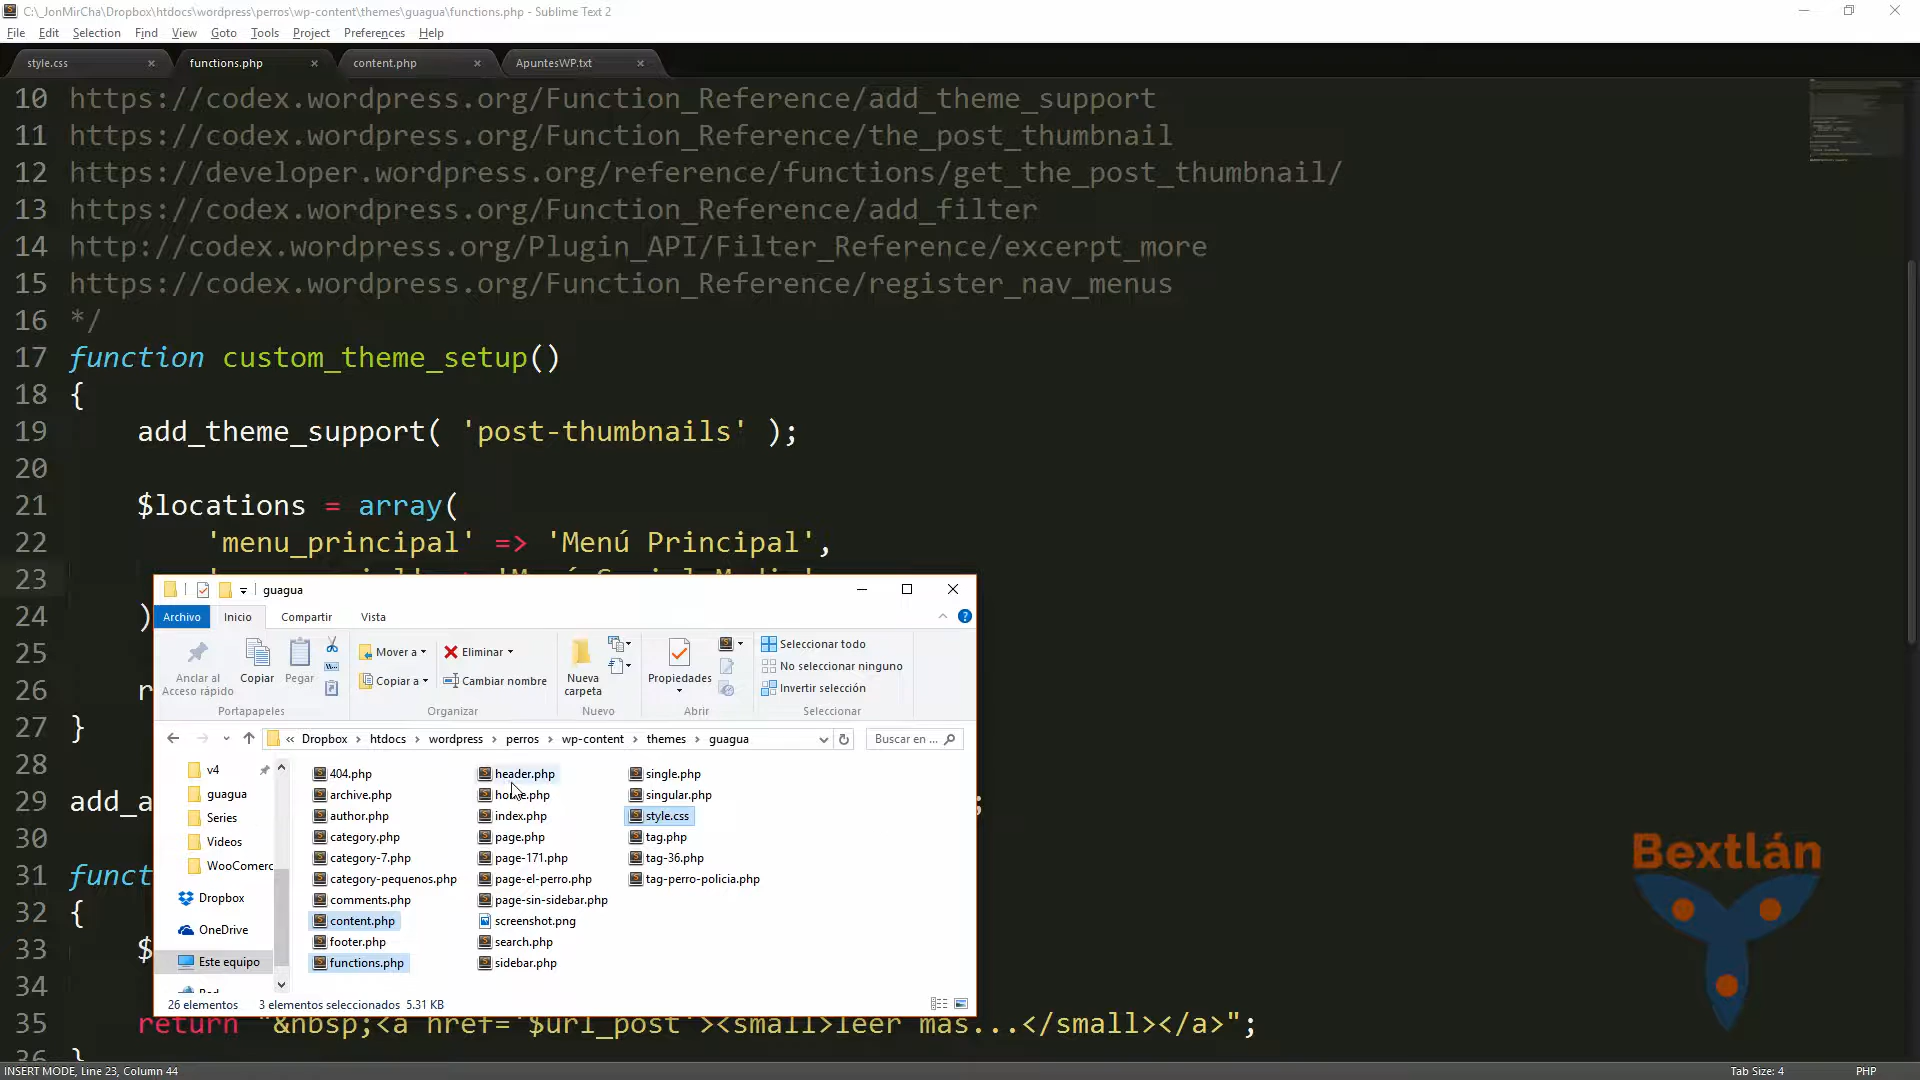 C:\_JonMirCha\Dropbox\htdocs\wordpress\perros\wp-content\themes\guagua\functions.php - Sublime Text 2
File Edit Selection Find View Goto Tools Project Preferences Help
style.css functions.php content.php ApuntesWP.txt
10 https://codex.wordpress.org/Function_Reference/add_theme_support
11 https://codex.wordpress.org/Function_Reference/the_post_thumbnail
12 https://developer.wordpress.org/reference/functions/get_the_post_thumbnail/
13 https://codex.wordpress.org/Function_Reference/add_filter
14 http://codex.wordpress.org/Plugin_API/Filter_Reference/excerpt_more
15 https://codex.wordpress.org/Function_Reference/register_nav_menus
16 */
17 function custom_theme_setup()
18 {
19 add_theme_support( 'post-thumbnails' );
20
21 $locations = array(
22 'menu_principal' => 'Menú Principal',
23
24 )
25
26 r
27 }
28
29 add_a ;
30
31 funct
32 {
33 $
34
35 return "&nbsp;<a href='$url_post'><small>leer más...</small></a>";
36 }
guagua
Archivo Inicio Compartir Vista
Anclar al Acceso rápido
Copiar
Pegar
Portapapeles
Mover a
Copiar a
Eliminar
Cambiar nombre
Organizar
Nueva carpeta
Nuevo
Propiedades
Abrir
Seleccionar todo
No seleccionar ninguno
Invertir selección
Seleccionar
« Dropbox > htdocs > wordpress > perros > wp-content > themes > guagua
Buscar en ...
v4
guagua
Series
Videos
WooComerc
Dropbox
OneDrive
Este equipo
404.php
archive.php
author.php
category.php
category-7.php
category-pequenos.php
comments.php
content.php
footer.php
functions.php
header.php
home.php
index.php
page.php
page-171.php
page-el-perro.php
page-sin-sidebar.php
screenshot.png
search.php
sidebar.php
single.php
singular.php
style.css
tag.php
tag-36.php
tag-perro-policia.php
26 elementos 3 elementos seleccionados 5.31 KB
Bextlán
INSERT MODE, Line 23, Column 44 Tab Size: 4 PHP